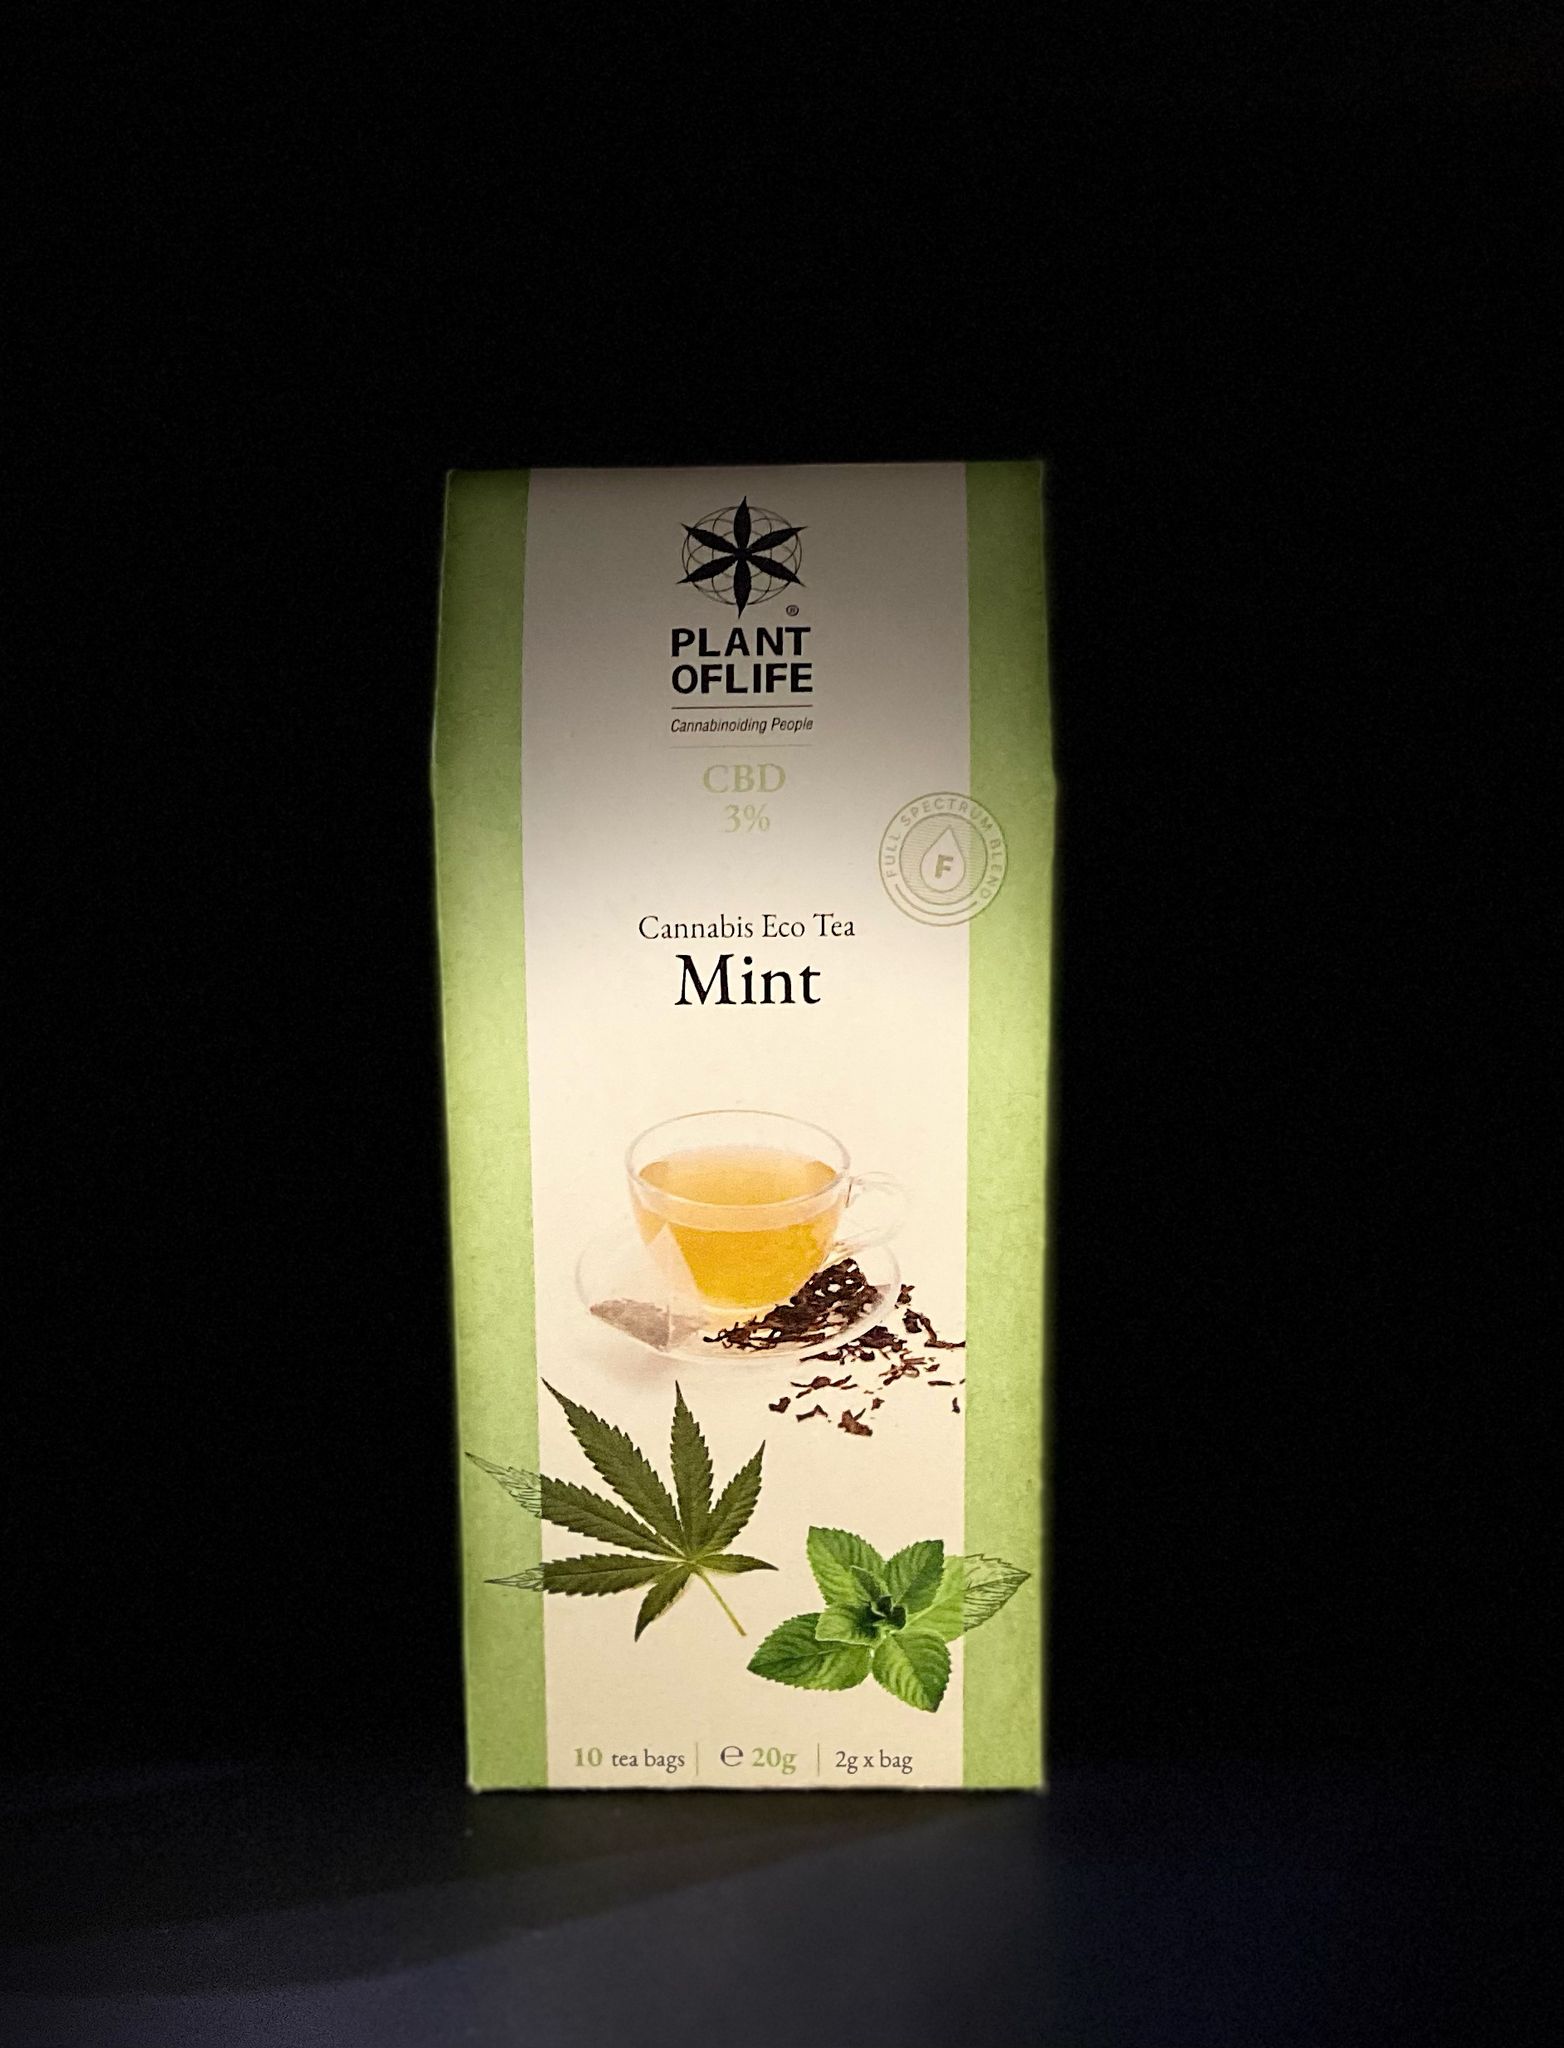 ®
PLANT
OFLIFE
Cannabinoiding People
CBD
3%
FULL SPECTRUM BLEND
F
Cannabis Eco Tea
Mint
10 tea bags | ℮ 20g | 2g x bag